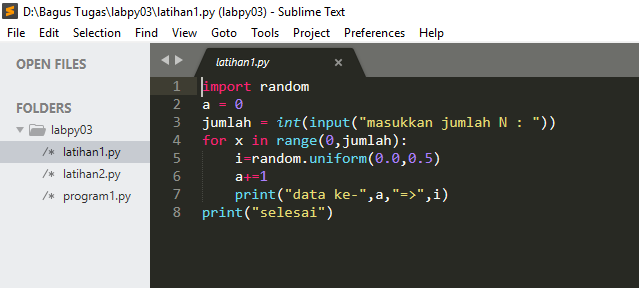 D:\Bagus Tugas\labpy03\latihan1.py (labpy03) - Sublime Text
File Edit Selection Find View Goto Tools Project Preferences Help
OPEN FILES
FOLDERS
labpy03
/* latihan1.py
/* latihan2.py
/* program1.py
latihan1.py ×
1 import random
2 a = 0
3 jumlah = int(input("masukkan jumlah N : "))
4 for x in range(0,jumlah):
5     i=random.uniform(0.0,0.5)
6     a+=1
7     print("data ke-",a,"=>",i)
8 print("selesai")